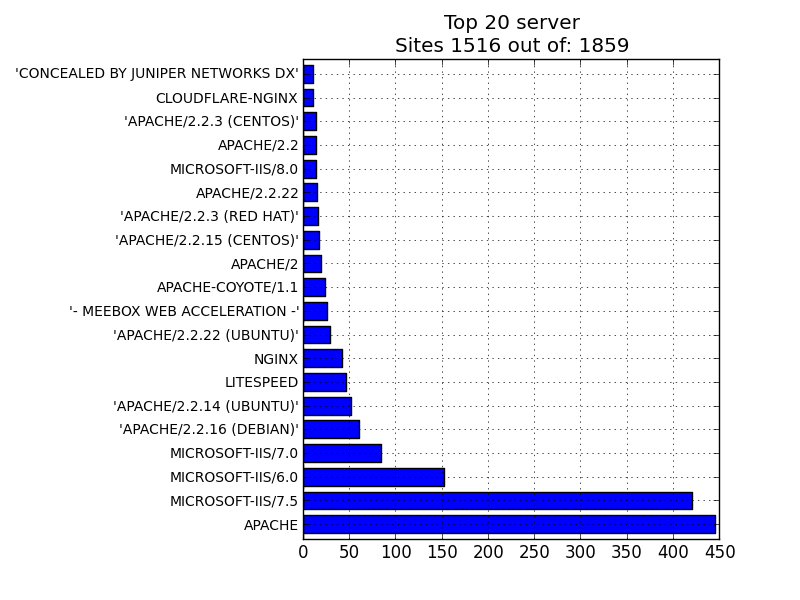 Top 20 server
Sites 1516 out of: 1859
'CONCEALED BY JUNIPER NETWORKS DX'
CLOUDFLARE-NGINX
'APACHE/2.2.3 (CENTOS)'
APACHE/2.2
MICROSOFT-IIS/8.0
APACHE/2.2.22
'APACHE/2.2.3 (RED HAT)'
'APACHE/2.2.15 (CENTOS)'
APACHE/2
APACHE-COYOTE/1.1
'- MEEBOX WEB ACCELERATION -'
'APACHE/2.2.22 (UBUNTU)'
NGINX
LITESPEED
'APACHE/2.2.14 (UBUNTU)'
'APACHE/2.2.16 (DEBIAN)'
MICROSOFT-IIS/7.0
MICROSOFT-IIS/6.0
MICROSOFT-IIS/7.5
APACHE
0 50 100 150 200 250 300 350 400 450